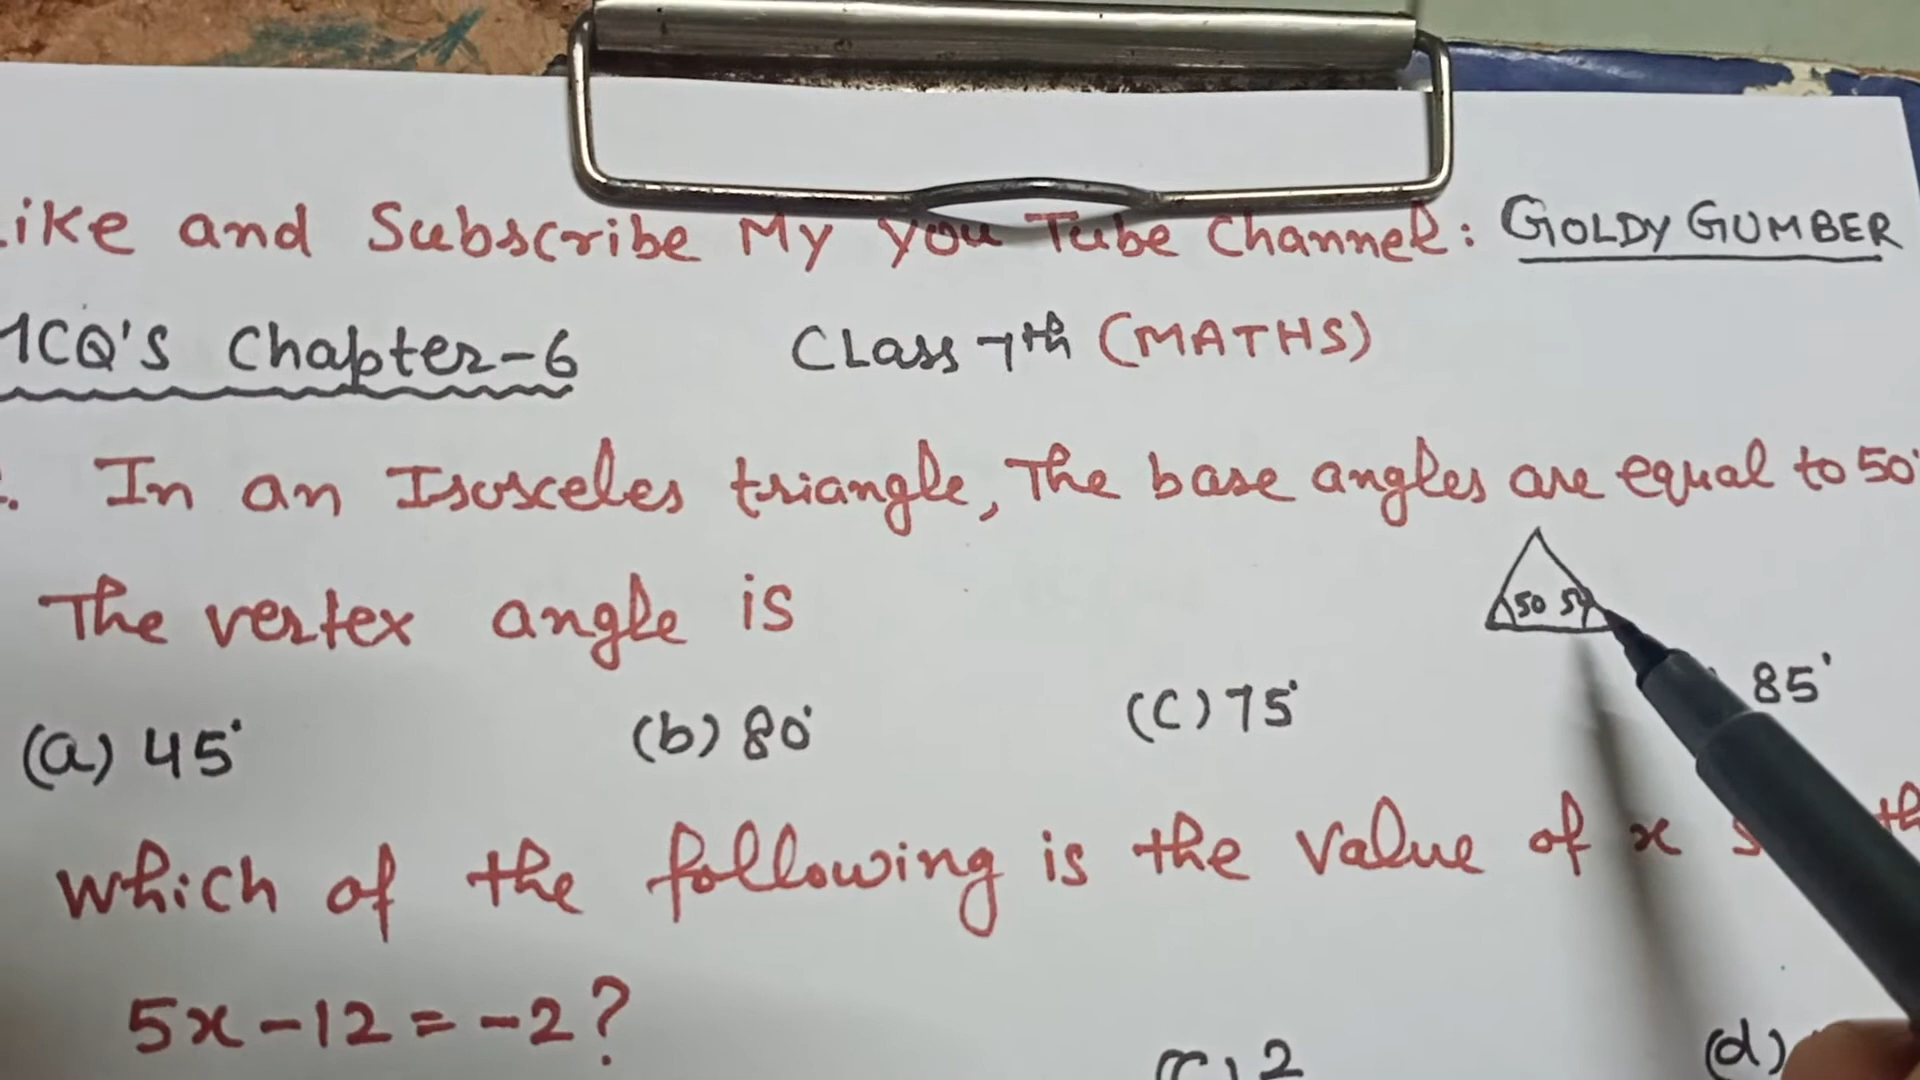 ike and Subscribe My You Tube Channel: GOLDY GUMBER
MCQ'S Chapter-6 CLass 7th (MATHS)
. In an Isosceles triangle, The base angles are equal to 50°
50 50
The vertex angle is
(a) 45° (b) 80° (C) 75° 85°
which of the following is the value of x
5x-12=-2?
(C) 2 (d)